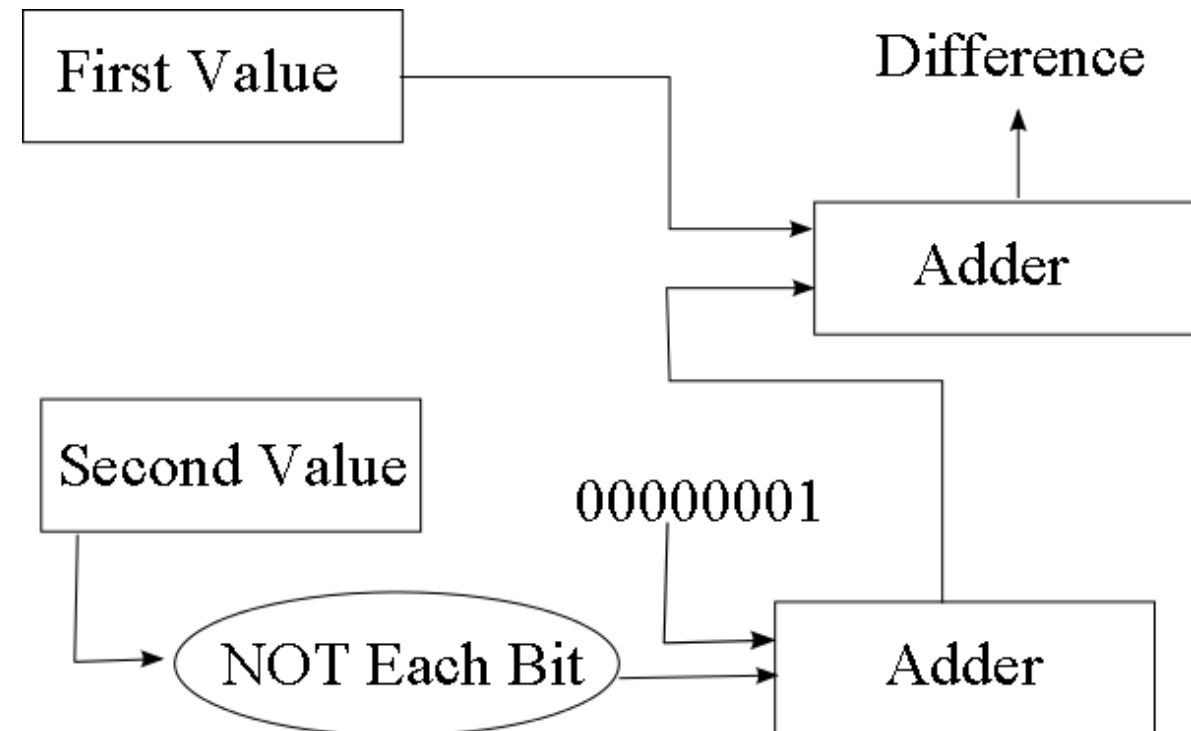 First Value
Difference
Adder
Second Value
00000001
NOT Each Bit
Adder